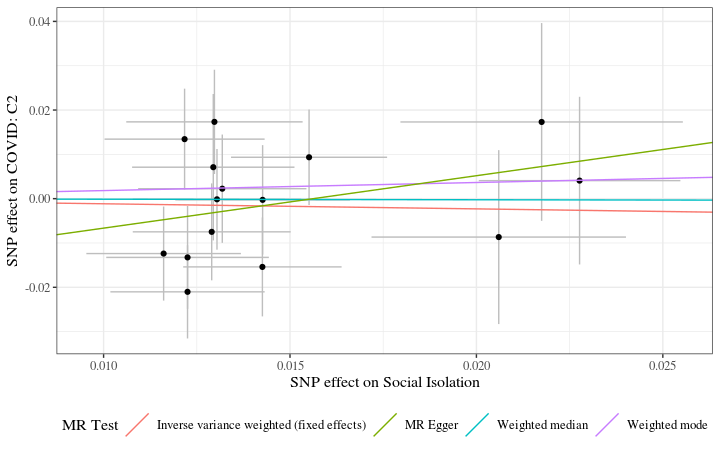 0.04
0.02
0.00
-0.02
SNP effect on COVID: C2
0.010 0.015 0.020 0.025
SNP effect on Social Isolation
MR Test Inverse variance weighted (fixed effects) MR Egger Weighted median Weighted mode